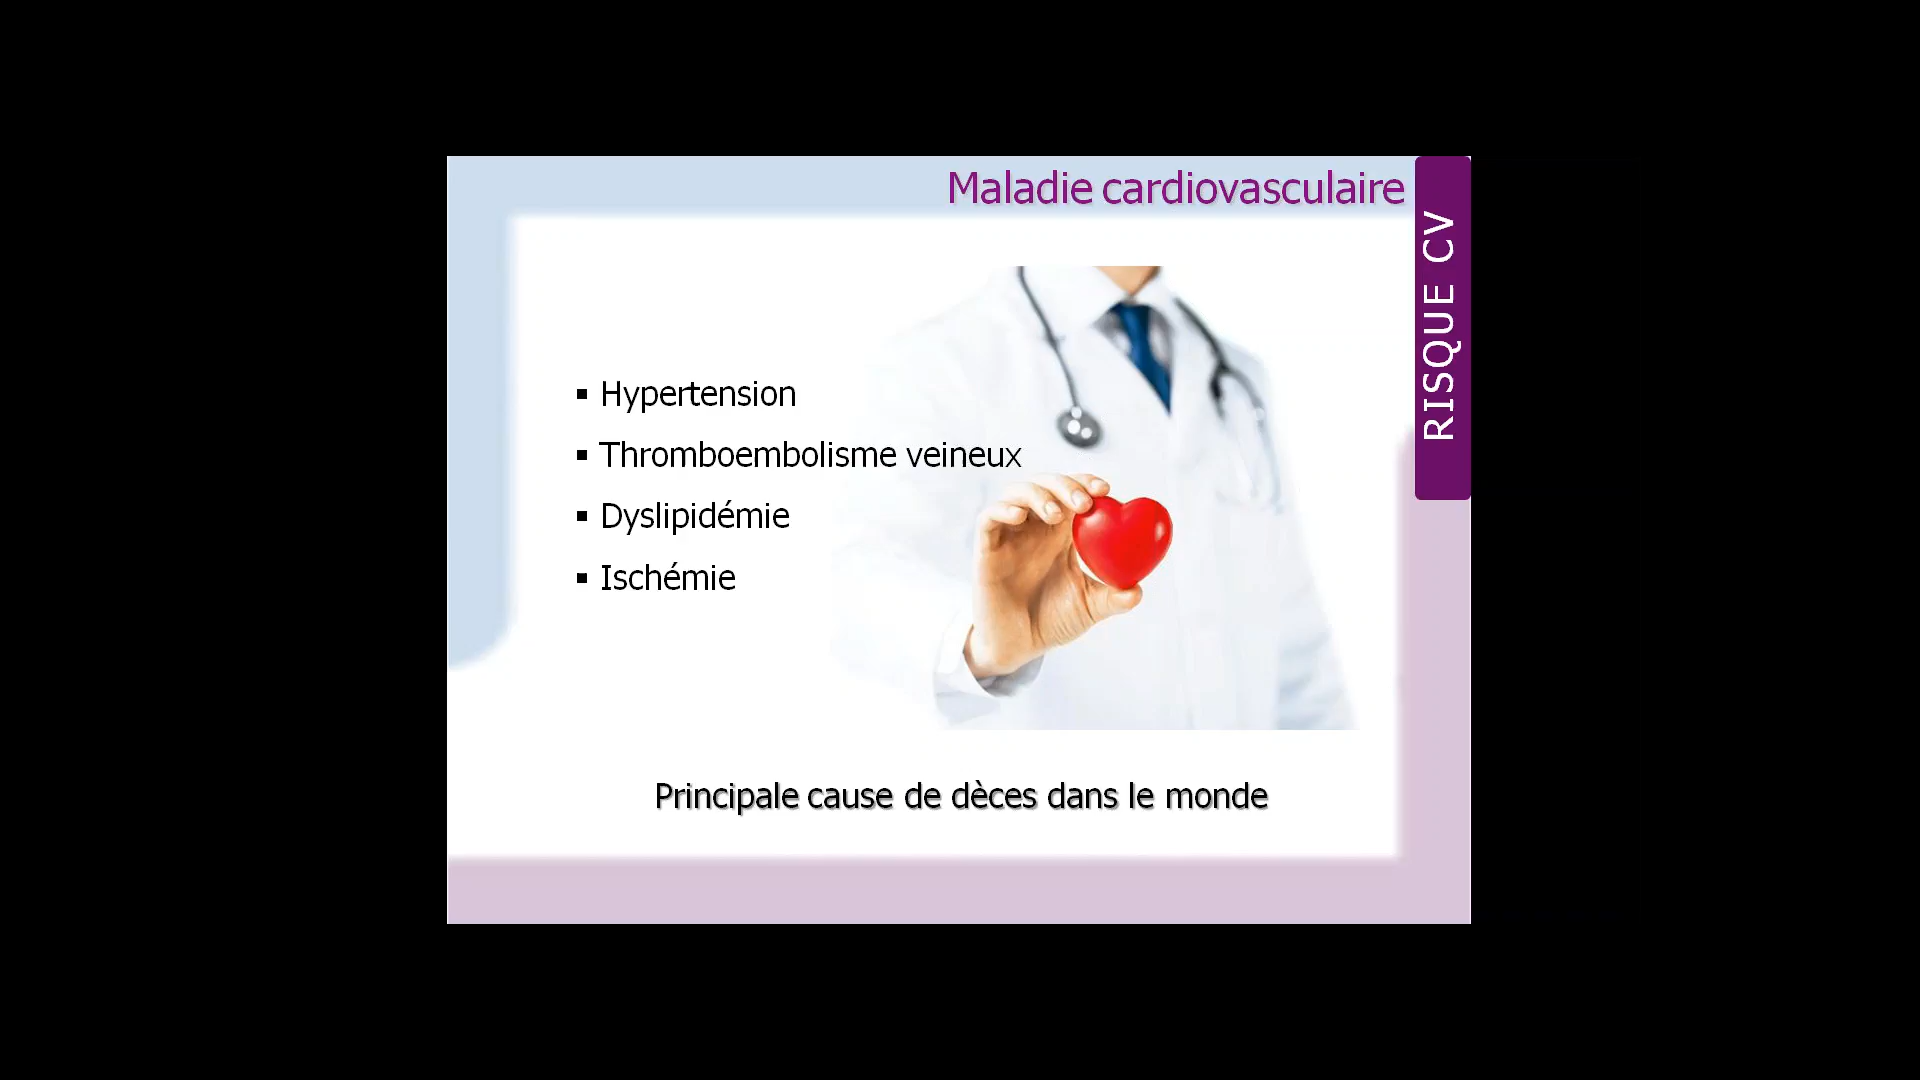 Maladie cardiovasculaire
RISQUE CV
▪ Hypertension
▪ Thromboembolisme veineux
▪ Dyslipidémie
▪ Ischémie
Principale cause de dèces dans le monde